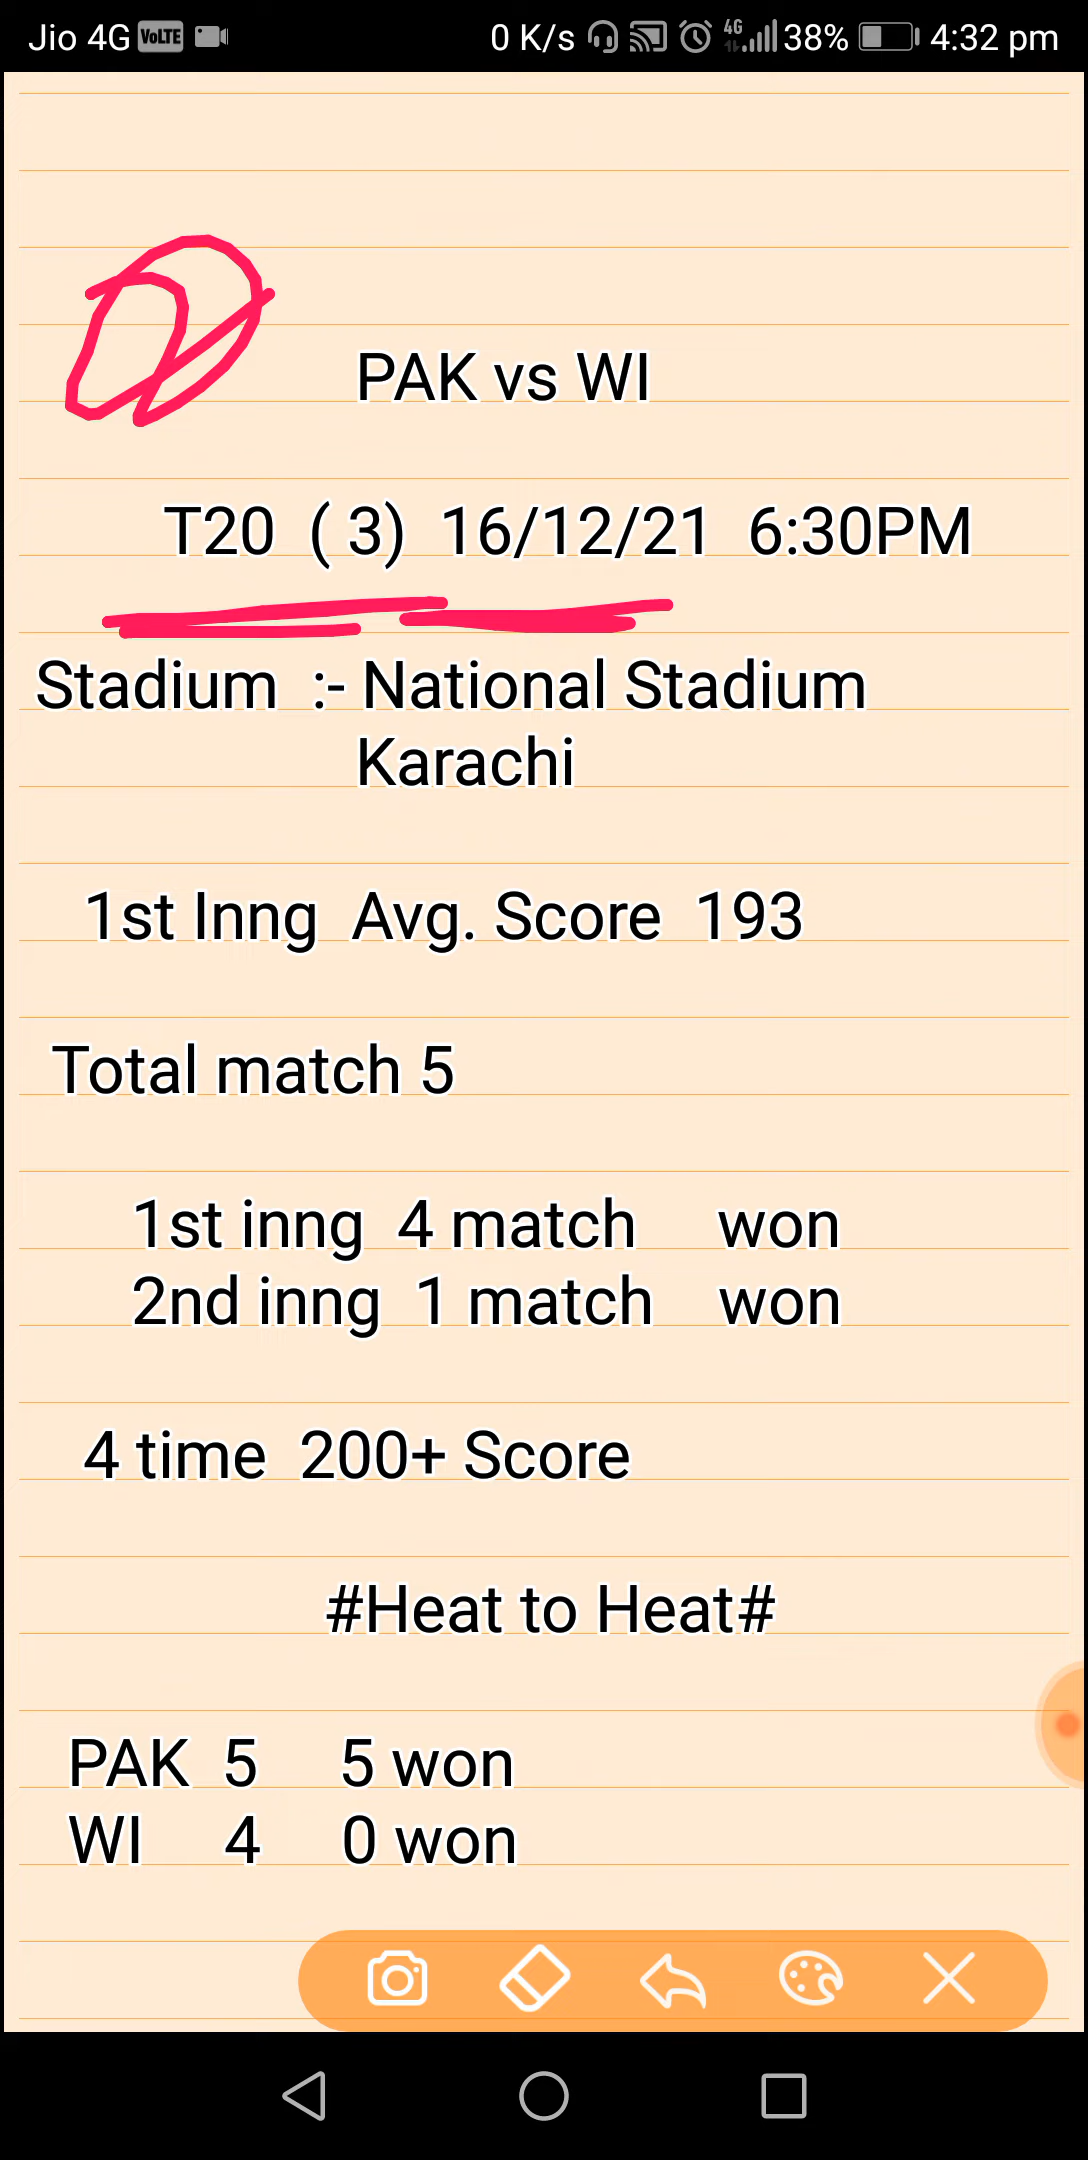 Jio 4G VoLTE 0 K/s 4G 38% 4:32 pm
PAK vs WI
T20 ( 3) 16/12/21 6:30PM
Stadium :- National Stadium
Karachi
1st Inng Avg. Score 193
Total match 5
1st inng 4 match won
2nd inng 1 match won
4 time 200+ Score
#Heat to Heat#
PAK 5 5 won
WI 4 0 won